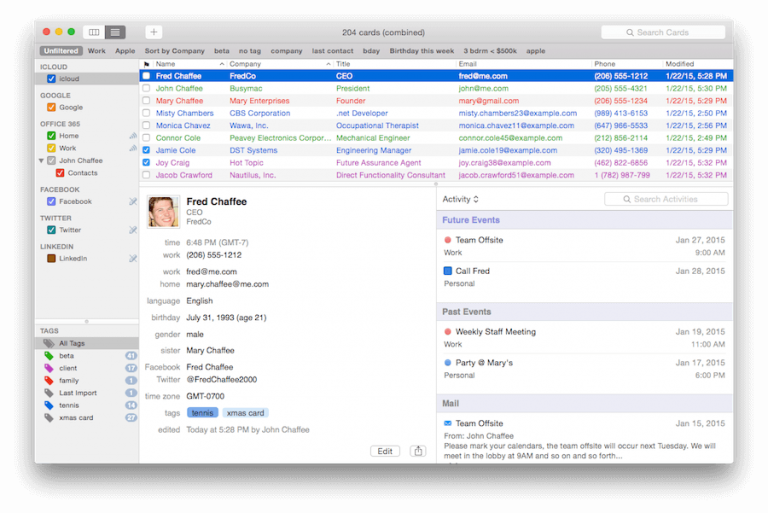 204 cards (combined)
Search Cards
Unfiltered Work Apple Sort by Company beta no tag company last contact bday Birthday this week 3 bdrm < $500k apple
ICLOUD
icloud
GOOGLE
Google
OFFICE 365
Home
Work
John Chaffee
Contacts
FACEBOOK
Facebook
TWITTER
Twitter
LINKEDIN
LinkedIn
TAGS
All Tags
beta 41
client 17
family 1
Last Import 1
tennis 14
xmas card 27
Name Company Title Email Phone Modified
Fred Chaffee FredCo CEO fred@me.com (206) 555-1212 1/22/15, 5:28 PM
John Chaffee Busymac President john@me.com (205) 555-4321 1/22/15, 5:30 PM
Mary Chaffee Mary Enterprises Founder mary@gmail.com (206) 555-1234 1/22/15, 5:29 PM
Misty Chambers CBS Corporation .net Developer misty.chambers23@example.com (989) 413-6153 1/22/15, 2:50 PM
Monica Chavez Wawa, Inc. Occupational Therapist monica.chavez11@example.com (647) 986-5533 1/22/15, 2:56 PM
Connor Cole Peavey Electronics Corpor... Mechanical Engineer connor.cole45@example.com (212) 656-2114 1/22/15, 2:49 PM
Jamie Cole DST Systems Engineering Manager jamie.cole19@example.com (320) 495-1369 1/22/15, 5:29 PM
Joy Craig Hot Topic Future Assurance Agent joy.craig38@example.com (462) 822-6856 1/22/15, 5:32 PM
Jacob Crawford Nautilus, Inc. Direct Functionality Consultant jacob.crawford51@example.com 1 (782) 987-799 1/22/15, 5:32 PM
Fred Chaffee
CEO
FredCo
time 6:48 PM (GMT-7)
work (206) 555-1212
work fred@me.com
home mary.chaffee@me.com
language English
birthday July 31, 1993 (age 21)
gender male
sister Mary Chaffee
Facebook Fred Chaffee
Twitter @FredChaffee2000
time zone GMT-0700
tags tennis xmas card
edited Today at 5:28 PM by John Chaffee
Edit
Activity
Search Activities
Future Events
Team Offsite Jan 27, 2015
Work 9:00 AM
Call Fred Jan 28, 2015
Personal
Past Events
Weekly Staff Meeting Jan 19, 2015
Work 11:00 AM
Party @ Mary's Jan 17, 2015
Personal 6:00 PM
Mail
Team Offsite Jan 15, 2015
From: John Chaffee
Please mark your calendars, the team offsite will occur next Tuesday. We will
meet in the lobby at 9AM and so on and so forth...